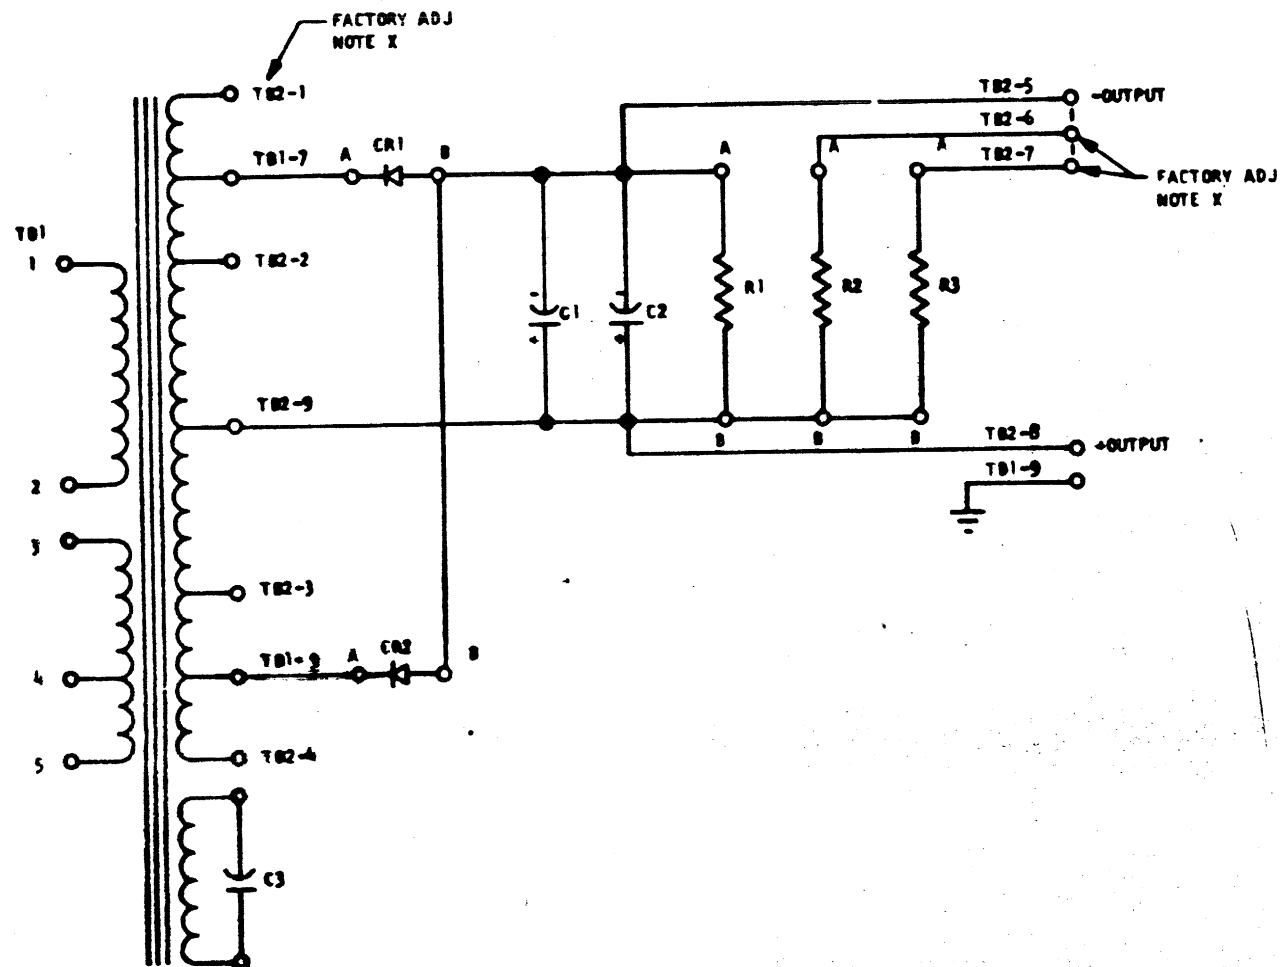 FACTORY ADJ
NOTE X
TB2-1
TB2-5
-OUTPUT
TB2-6
TB1-7
A
CR1
B
A
A
A
TB2-7
FACTORY ADJ
NOTE X
TB1
1
TB2-2
R1
R2
R3
-
C1
-
C2
+
+
TB2-9
B
B
B
TB2-8
+OUTPUT
TB1-9
2
3
TB2-3
4
TB1-9
A
CR2
B
5
TB2-4
C3